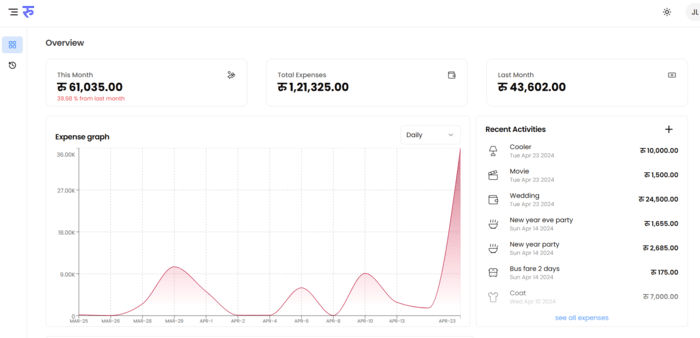 रु
JL
Overview
This Month
रु 61,035.00
39.98 % from last month
Total Expenses
रु 1,21,325.00
Last Month
रु 43,602.00
Expense graph
Daily
36.00K
27.00K
18.00K
9.00K
0
MAR-25
MAR-26
MAR-28
MAR-29
APR-1
APR-2
APR-4
APR-6
APR-10
APR-13
APR-23
Recent Activities
Cooler
Tue Apr 23 2024
रु 10,000.00
Movie
Tue Apr 23 2024
रु 1,500.00
Wedding
Tue Apr 23 2024
रु 24,500.00
New year eve party
Sun Apr 14 2024
रु 1,655.00
New year party
Sun Apr 14 2024
रु 2,685.00
Bus fare 2 days
Sun Apr 14 2024
रु 175.00
Coat
Wed Apr 10 2024
रु 7,000.00
see all expenses